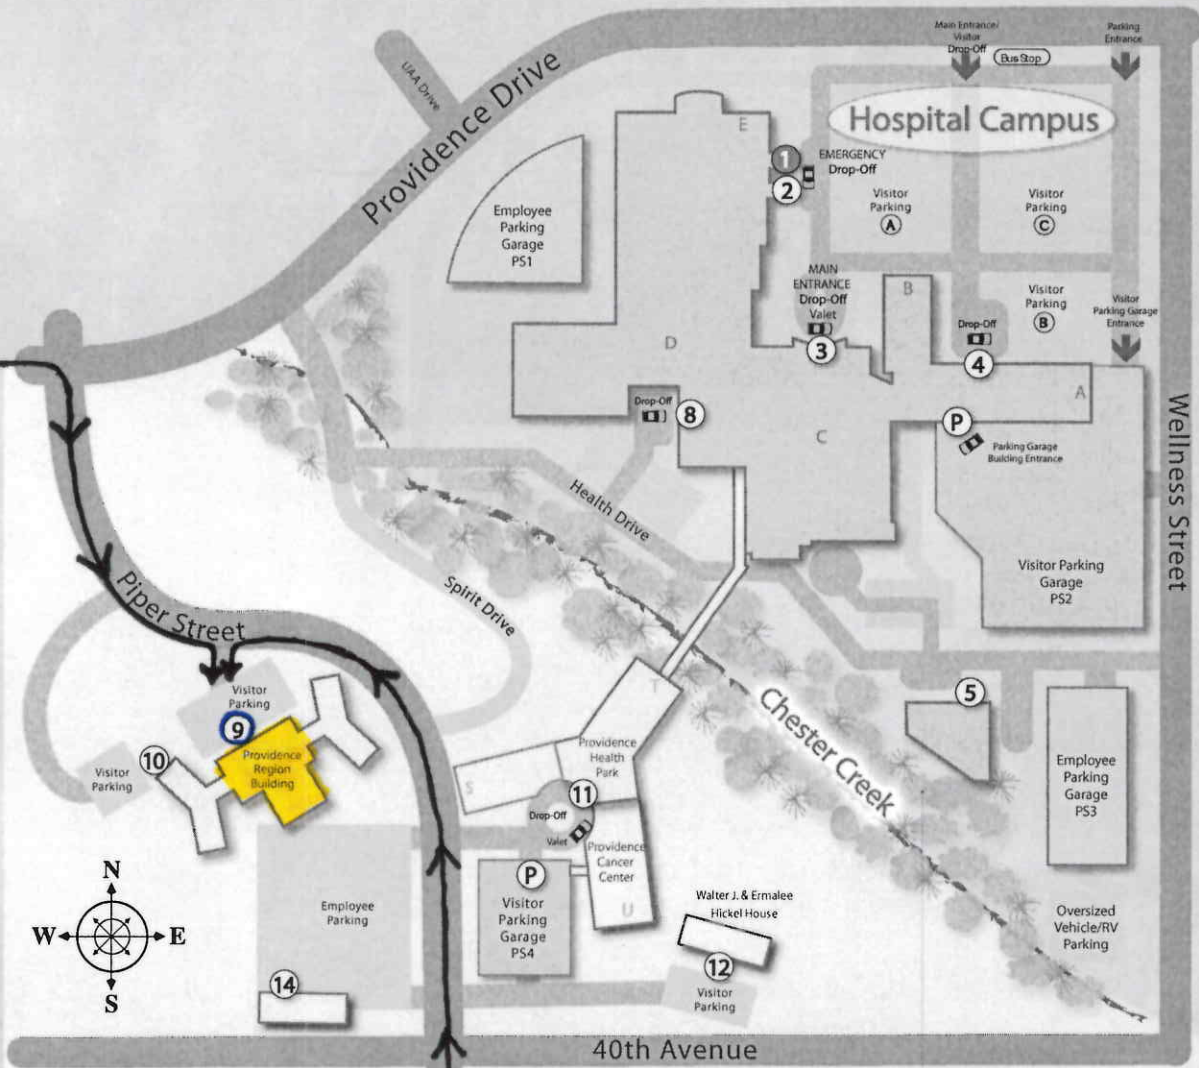 Main Entrance/
Visitor
Drop-Off
Bus Stop
Parking
Entrance
UAA Drive
Providence Drive
Hospital Campus
E
1
2
EMERGENCY
Drop-Off
Visitor
Parking
A
Visitor
Parking
C
Employee
Parking
Garage
PS1
MAIN
ENTRANCE
Drop-Off
Valet
3
B
Visitor
Parking
B
Visitor
Parking Garage
Entrance
Drop-Off
4
D
A
Drop-Off
8
C
P
Parking Garage
Building Entrance
Wellness Street
Health Drive
Visitor Parking
Garage
PS2
Piper Street
Spirit Drive
Visitor
Parking
9
T
5
Chester Creek
10
Visitor
Parking
Providence
Region
Building
Providence
Health
Park
S
11
Drop-Off
Valet
Employee
Parking
Garage
PS3
Providence
Cancer
Center
U
P
Visitor
Parking
Garage
PS4
N
W
E
S
Employee
Parking
Walter J. & Ermalee
Hickel House
12
Visitor
Parking
Oversized
Vehicle/RV
Parking
14
40th Avenue